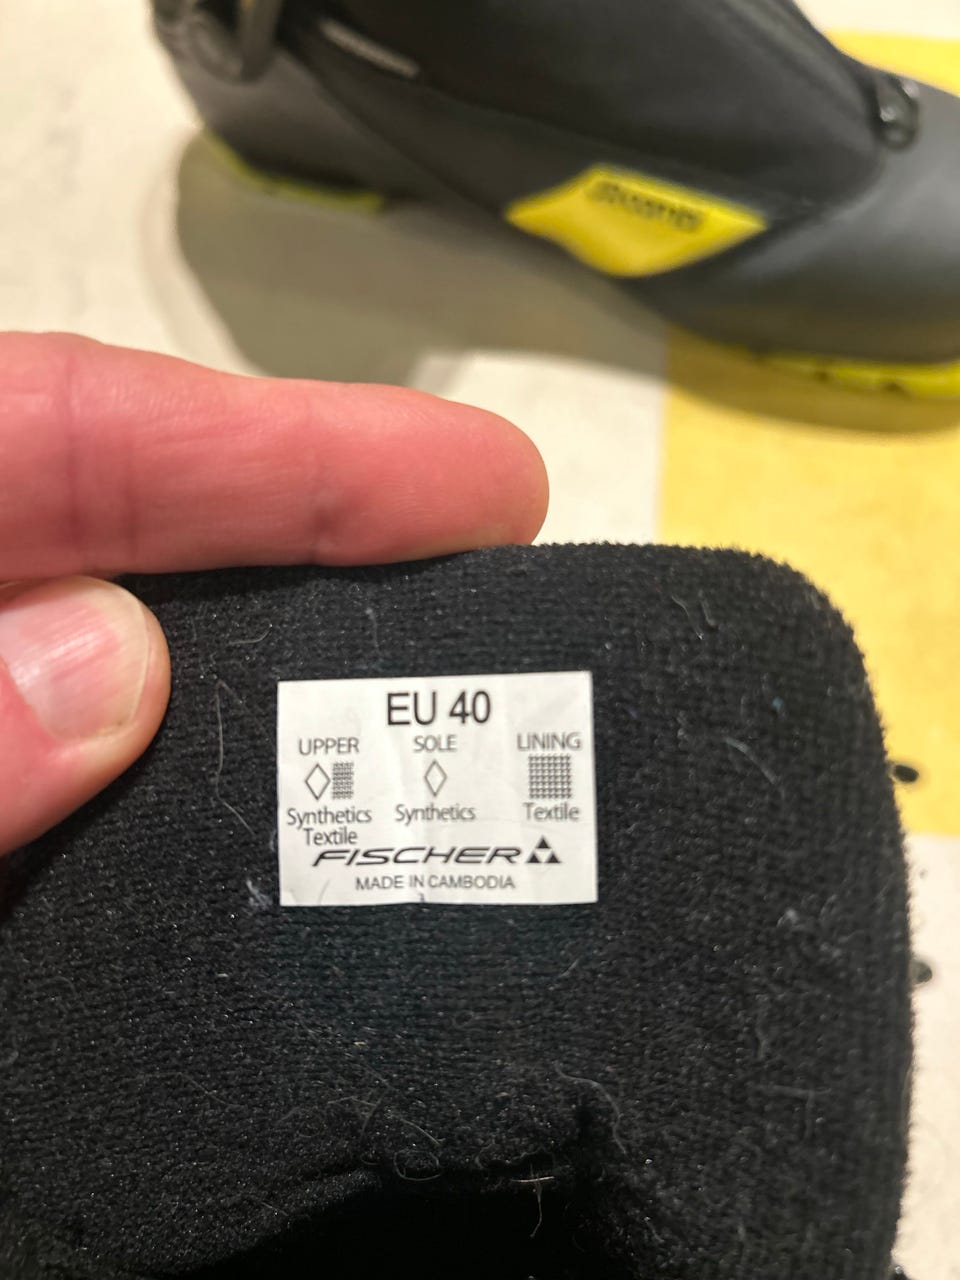 EU 40
UPPER SOLE LINING
Synthetics Synthetics Textile
Textile
FISCHER
MADE IN CAMBODIA